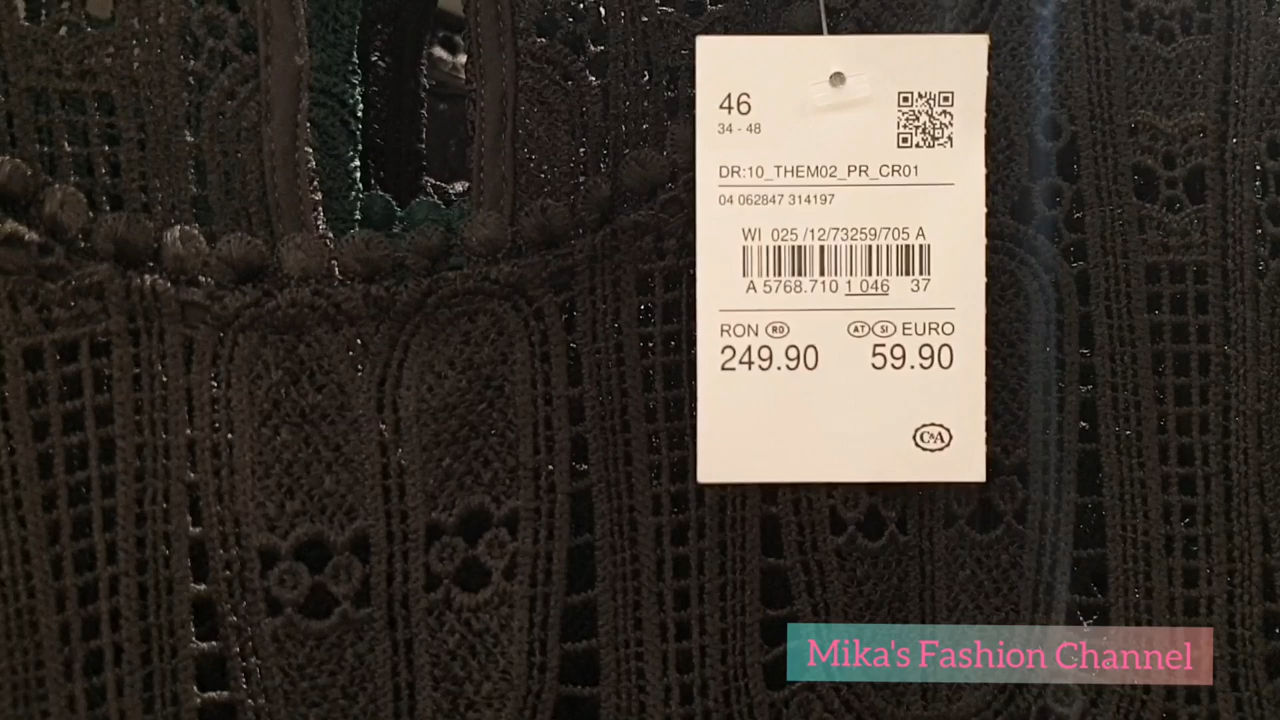 46
34 - 48
DR:10_THEM02_PR_CR01
04 062847 314197
WI 025 /12/73259/705 A
A 5768.710 1 046 37
RON RO AT SI EURO
249.90 59.90
C&A
Mika's Fashion Channel